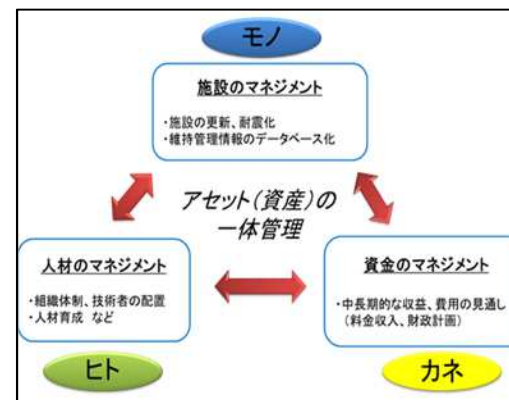 モノ
施設のマネジメント
・施設の更新、耐震化
・維持管理情報のデータベース化
アセット(資産)の
一体管理
人材のマネジメント
・組織体制、技術者の配置
・人材育成 など
ヒト
資金のマネジメント
・中長期的な収益、費用の見通し
(料金収入、財政計画)
カネ